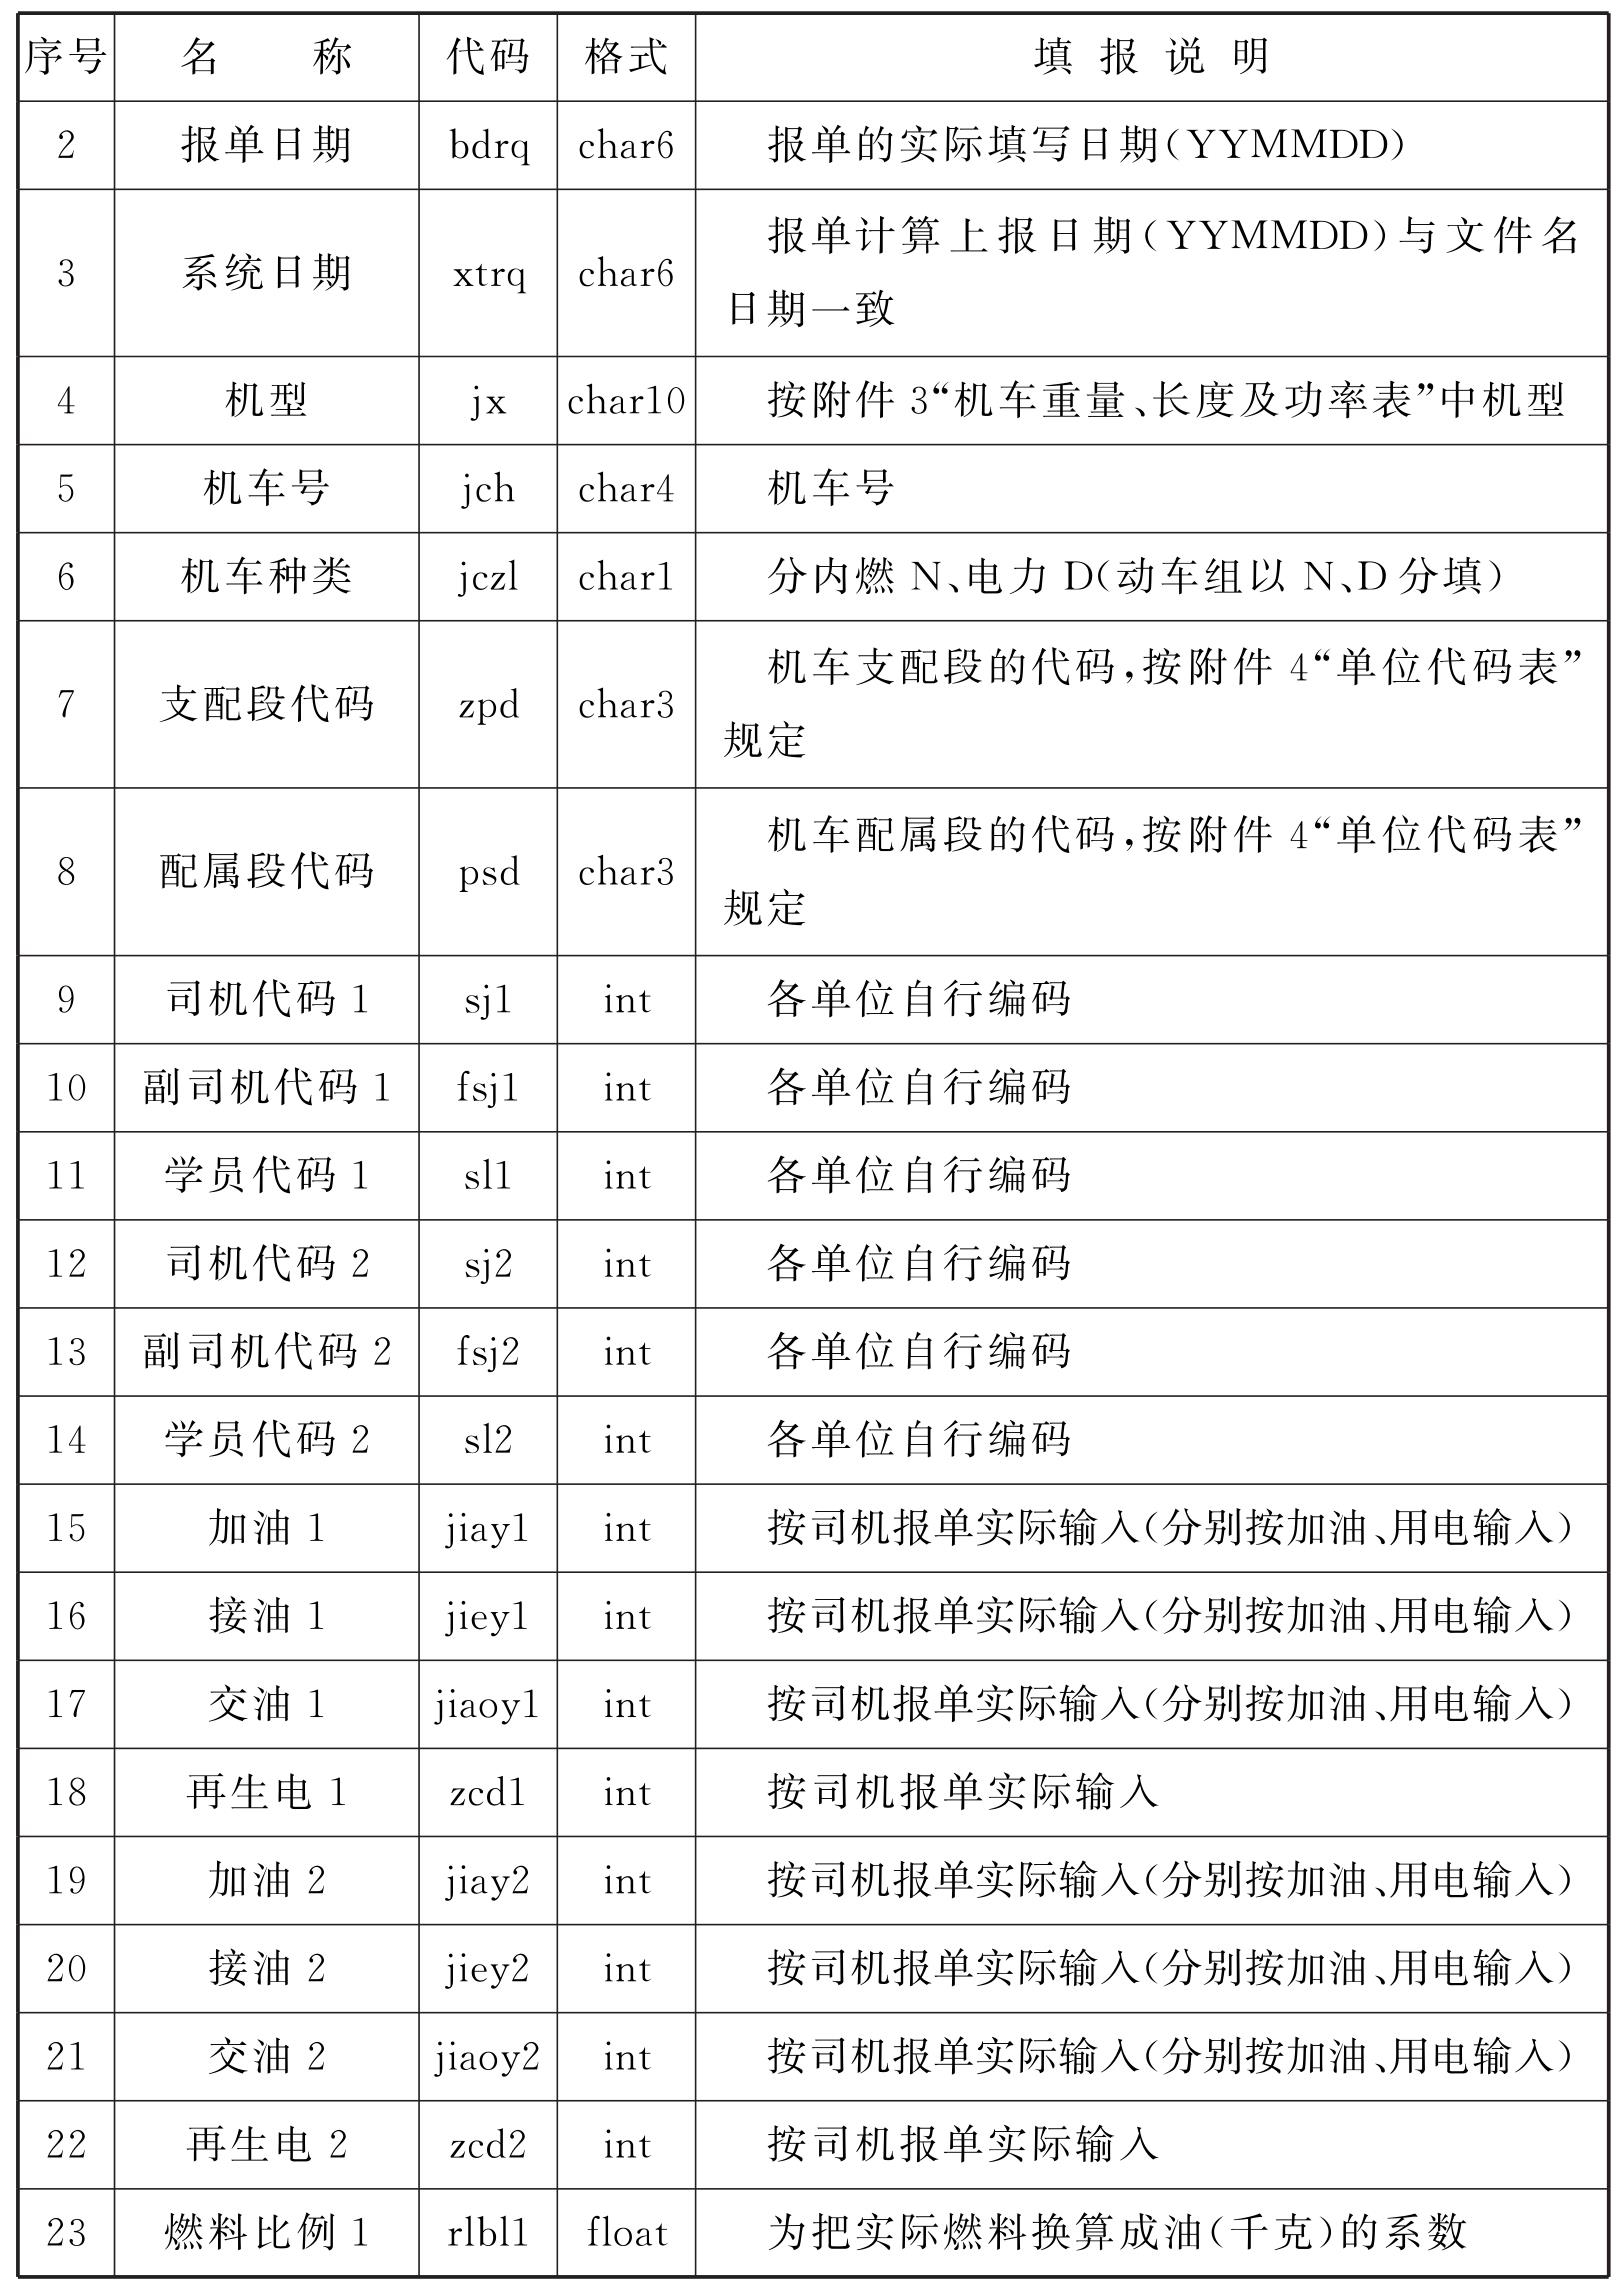 序号 名 称 代码 格式 填 报 说 明
2 报单日期 bdrq char6 报单的实际填写日期(YYMMDD)
3 系统日期 xtrq char6 报单计算上报日期(YYMMDD)与文件名
日期一致
4 机型 jx char10 按附件 3“机车重量、长度及功率表”中机型
5 机车号 jch char4 机车号
6 机车种类 jczl char1 分内燃 N、电力 D(动车组以 N、D 分填)
7 支配段代码 zpd char3 机车支配段的代码,按附件 4“单位代码表”
规定
8 配属段代码 psd char3 机车配属段的代码,按附件 4“单位代码表”
规定
9 司机代码 1 sj1 int 各单位自行编码
10 副司机代码 1 fsj1 int 各单位自行编码
11 学员代码 1 sl1 int 各单位自行编码
12 司机代码 2 sj2 int 各单位自行编码
13 副司机代码 2 fsj2 int 各单位自行编码
14 学员代码 2 sl2 int 各单位自行编码
15 加油 1 jiay1 int 按司机报单实际输入(分别按加油、用电输入)
16 接油 1 jiey1 int 按司机报单实际输入(分别按加油、用电输入)
17 交油 1 jiaoy1 int 按司机报单实际输入(分别按加油、用电输入)
18 再生电 1 zcd1 int 按司机报单实际输入
19 加油 2 jiay2 int 按司机报单实际输入(分别按加油、用电输入)
20 接油 2 jiey2 int 按司机报单实际输入(分别按加油、用电输入)
21 交油 2 jiaoy2 int 按司机报单实际输入(分别按加油、用电输入)
22 再生电 2 zcd2 int 按司机报单实际输入
23 燃料比例 1 rlbl1 float 为把实际燃料换算成油(千克)的系数